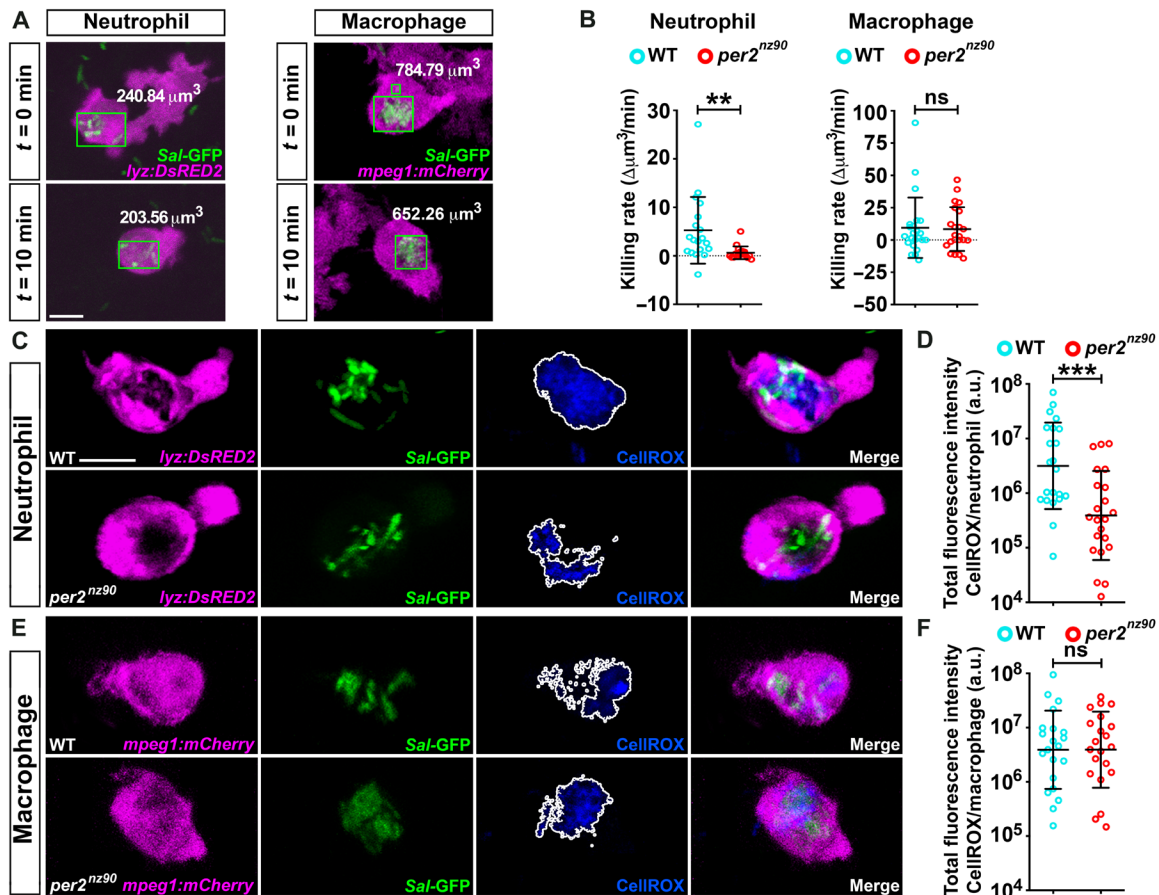 A
Neutrophil
Macrophage
t = 0 min
240.84 μm³
Sal-GFP
lyz:DsRED2
t = 10 min
203.56 μm³
t = 0 min
784.79 μm³
Sal-GFP
mpeg1:mCherry
t = 10 min
652.26 μm³
B
Neutrophil
WT per2ⁿᶻ⁹⁰
Killing rate (Δμm³/min)
**
30
20
10
0
−10
Macrophage
WT per2ⁿᶻ⁹⁰
Killing rate (Δμm³/min)
ns
100
75
50
25
0
−25
−50
C
Neutrophil
WT lyz:DsRED2
Sal-GFP
CellROX
Merge
per2ⁿᶻ⁹⁰ lyz:DsRED2
Sal-GFP
CellROX
Merge
D
WT per2ⁿᶻ⁹⁰
Total fluorescence intensity
CellROX/neutrophil (a.u.)
***
10⁸
10⁷
10⁶
10⁵
10⁴
E
Macrophage
WT mpeg1:mCherry
Sal-GFP
CellROX
Merge
per2ⁿᶻ⁹⁰ mpeg1:mCherry
Sal-GFP
CellROX
Merge
F
WT per2ⁿᶻ⁹⁰
Total fluorescence intensity
CellROX/macrophage (a.u.)
ns
10⁸
10⁷
10⁶
10⁵
10⁴